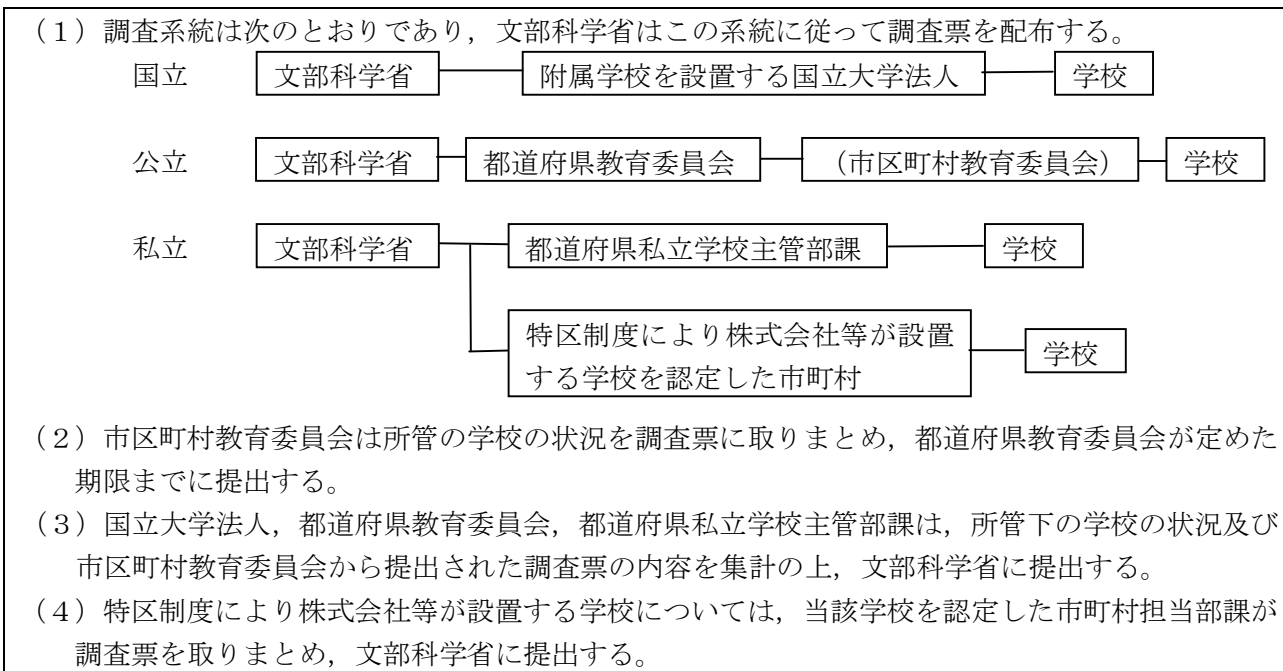 （１）調査系統は次のとおりであり，文部科学省はこの系統に従って調査票を配布する。
国立 文部科学省 附属学校を設置する国立大学法人 学校
公立 文部科学省 都道府県教育委員会 （市区町村教育委員会） 学校
私立 文部科学省 都道府県私立学校主管部課 学校
特区制度により株式会社等が設置
する学校を認定した市町村 学校
（２）市区町村教育委員会は所管の学校の状況を調査票に取りまとめ，都道府県教育委員会が定めた
期限までに提出する。
（３）国立大学法人，都道府県教育委員会，都道府県私立学校主管部課は，所管下の学校の状況及び
市区町村教育委員会から提出された調査票の内容を集計の上，文部科学省に提出する。
（４）特区制度により株式会社等が設置する学校については，当該学校を認定した市町村担当部課が
調査票を取りまとめ，文部科学省に提出する。